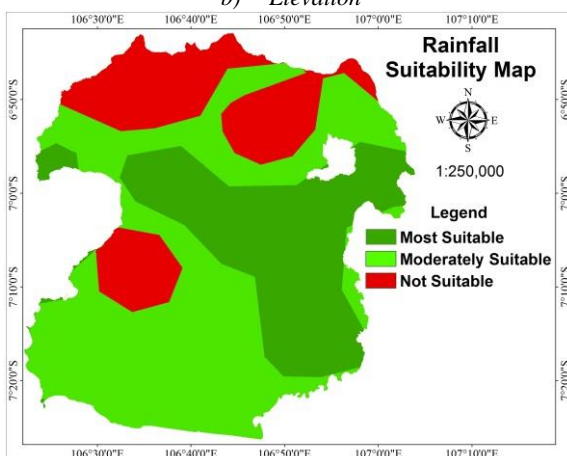 b) Elevation
106°30'0"E 106°40'0"E 106°50'0"E 107°0'0"E 107°10'0"E
Rainfall
Suitability Map
N
W E
S
1:250,000
Legend
Most Suitable
Moderately Suitable
Not Suitable
6°50'0"S
7°0'0"S
7°10'0"S
7°20'0"S
6°50'0"S
7°0'0"S
7°10'0"S
7°20'0"S
106°30'0"E 106°40'0"E 106°50'0"E 107°0'0"E 107°10'0"E